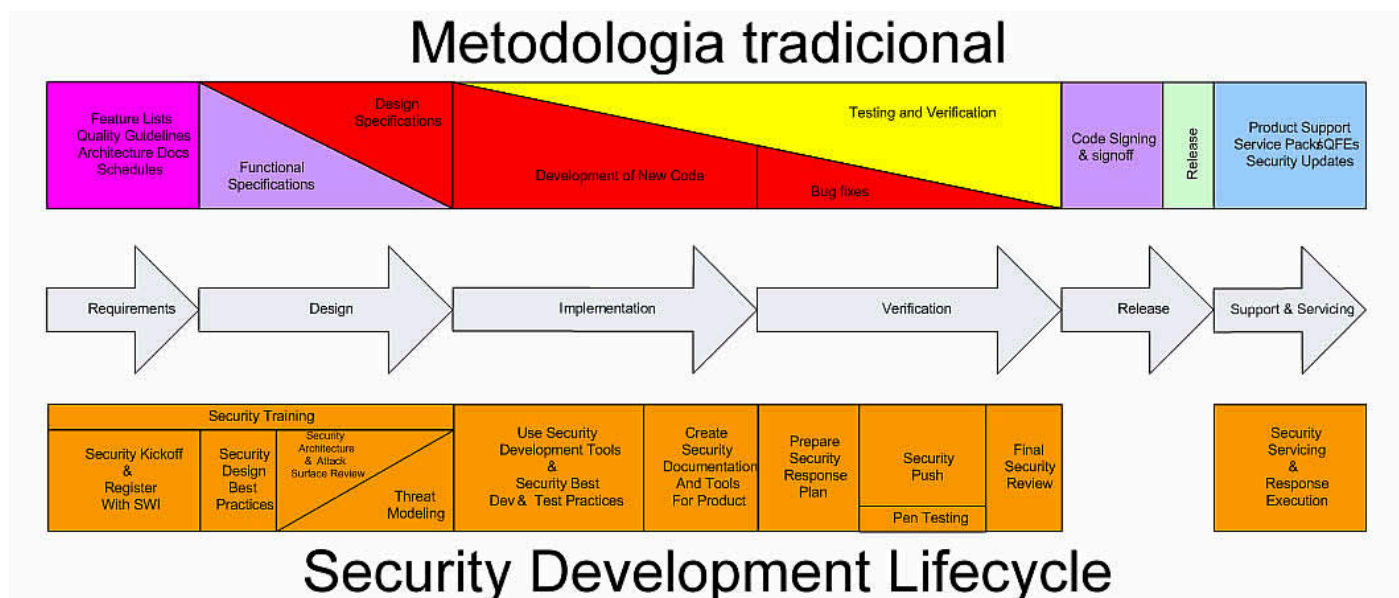 Metodologia tradicional
Feature Lists
Quality Guidelines
Architecture Docs
Schedules
Functional
Specifications
Design
Specifications
Development of New Code
Testing and Verification
Bug fixes
Code Signing
& signoff
Release
Product Support
Service Packs/QFEs
Security Updates
Requirements
Design
Implementation
Verification
Release
Support & Servicing
Security Training
Security Kickoff
&
Register
With SWI
Security
Design
Best
Practices
Security
Architecture
& Attack
Surface Review
Threat
Modeling
Use Security
Development Tools
&
Security Best
Dev & Test Practices
Create
Security
Documentation
And Tools
For Product
Prepare
Security
Response
Plan
Security
Push
Pen Testing
Final
Security
Review
Security
Servicing
&
Response
Execution
Security Development Lifecycle